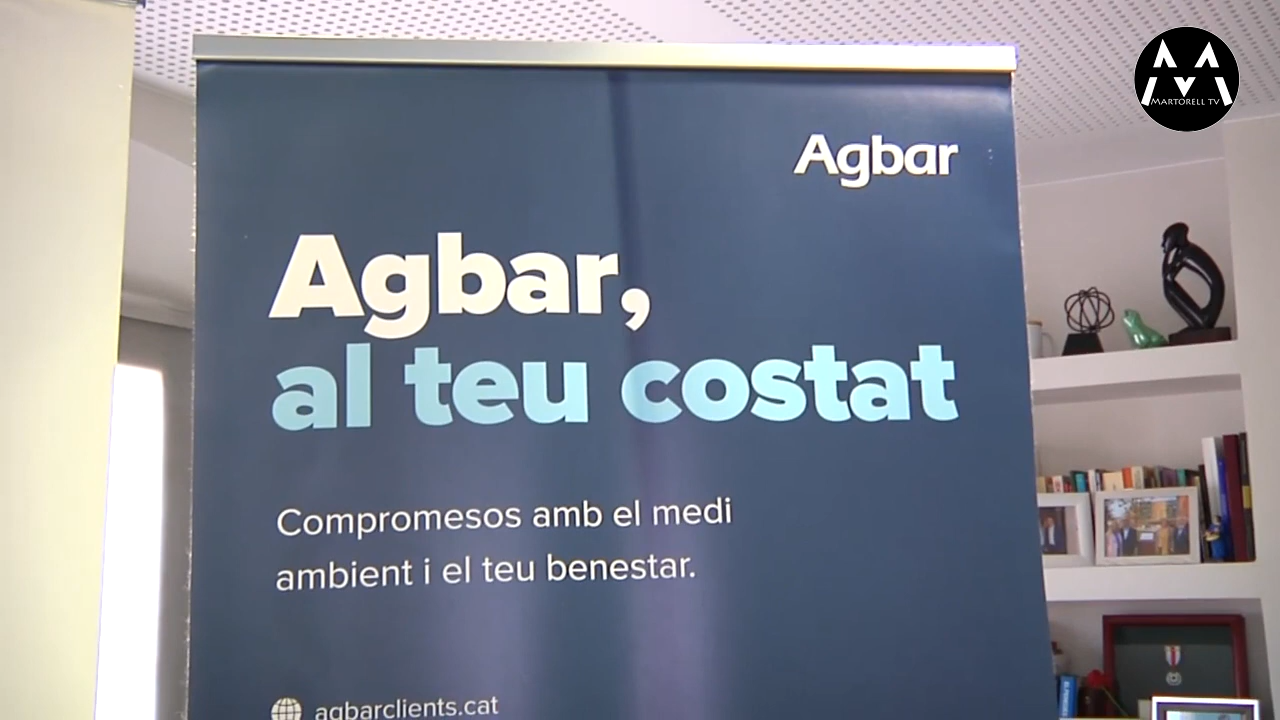 MARTORELL TV
Agbar
Agbar,
al teu costat
Compromesos amb el medi
ambient i el teu benestar.
agbarclients.cat